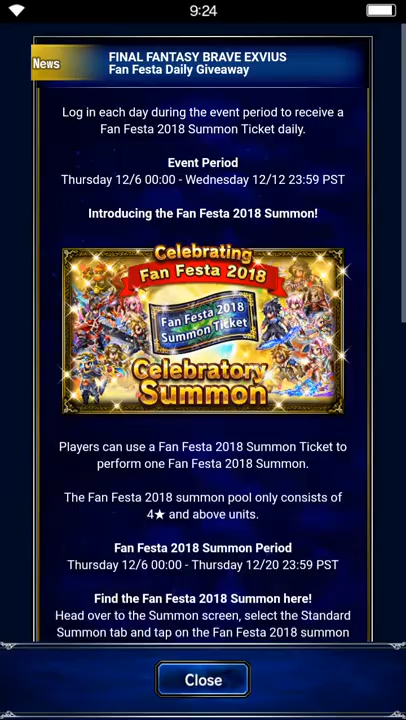 9:24
News
FINAL FANTASY BRAVE EXVIUS
Fan Festa Daily Giveaway
Log in each day during the event period to receive a
Fan Festa 2018 Summon Ticket daily.
Event Period
Thursday 12/6 00:00 - Wednesday 12/12 23:59 PST
Introducing the Fan Festa 2018 Summon!
Celebrating
Fan Festa 2018
Fan Festa 2018
Summon Ticket
Celebratory
Summon
Players can use a Fan Festa 2018 Summon Ticket to
perform one Fan Festa 2018 Summon.
The Fan Festa 2018 summon pool only consists of
4★ and above units.
Fan Festa 2018 Summon Period
Thursday 12/6 00:00 - Thursday 12/20 23:59 PST
Find the Fan Festa 2018 Summon here!
Head over to the Summon screen, select the Standard
Summon tab and tap on the Fan Festa 2018 summon
Close